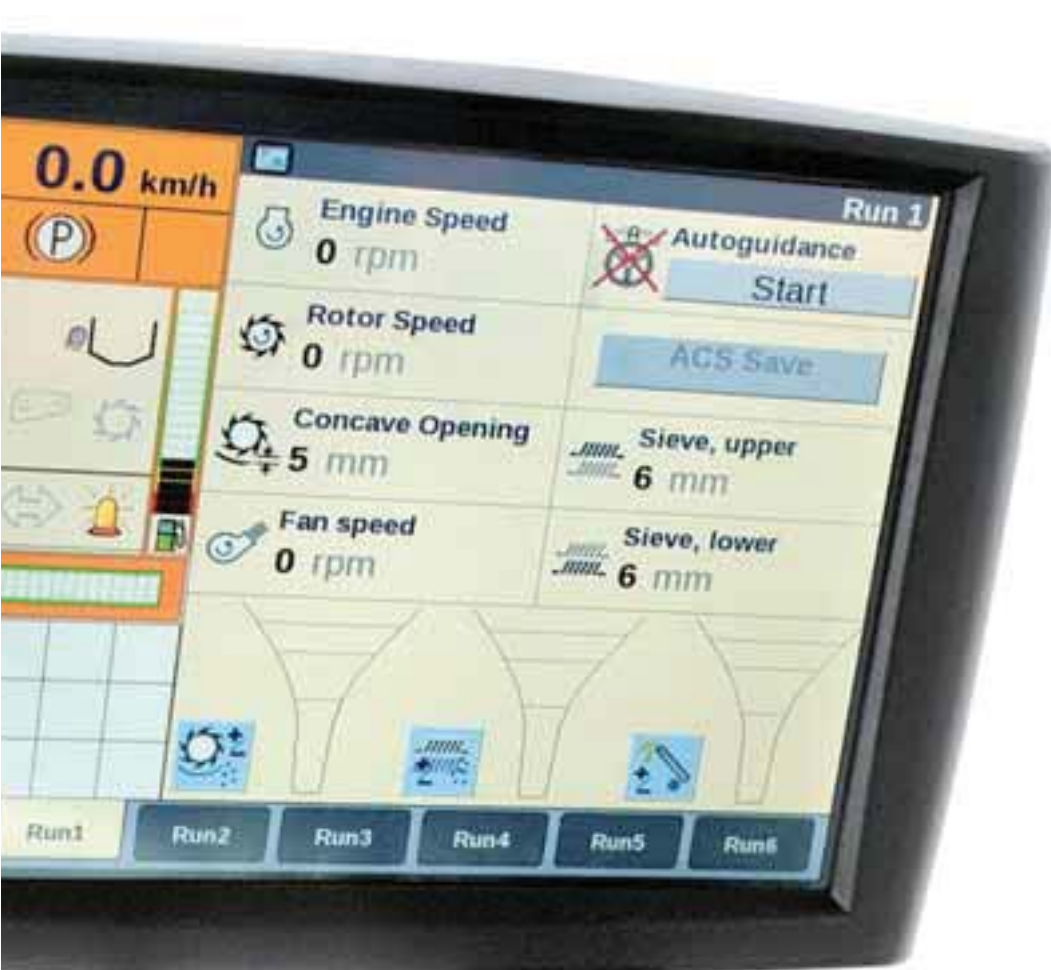 0.0 km/h
(P)
Run 1
Engine Speed
0 rpm
Autoguidance
Start
Rotor Speed
0 rpm
ACS Save
Concave Opening
5 mm
Sieve, upper
6 mm
Fan speed
0 rpm
Sieve, lower
6 mm
Run1
Run2
Run3
Run4
Run5
Run6